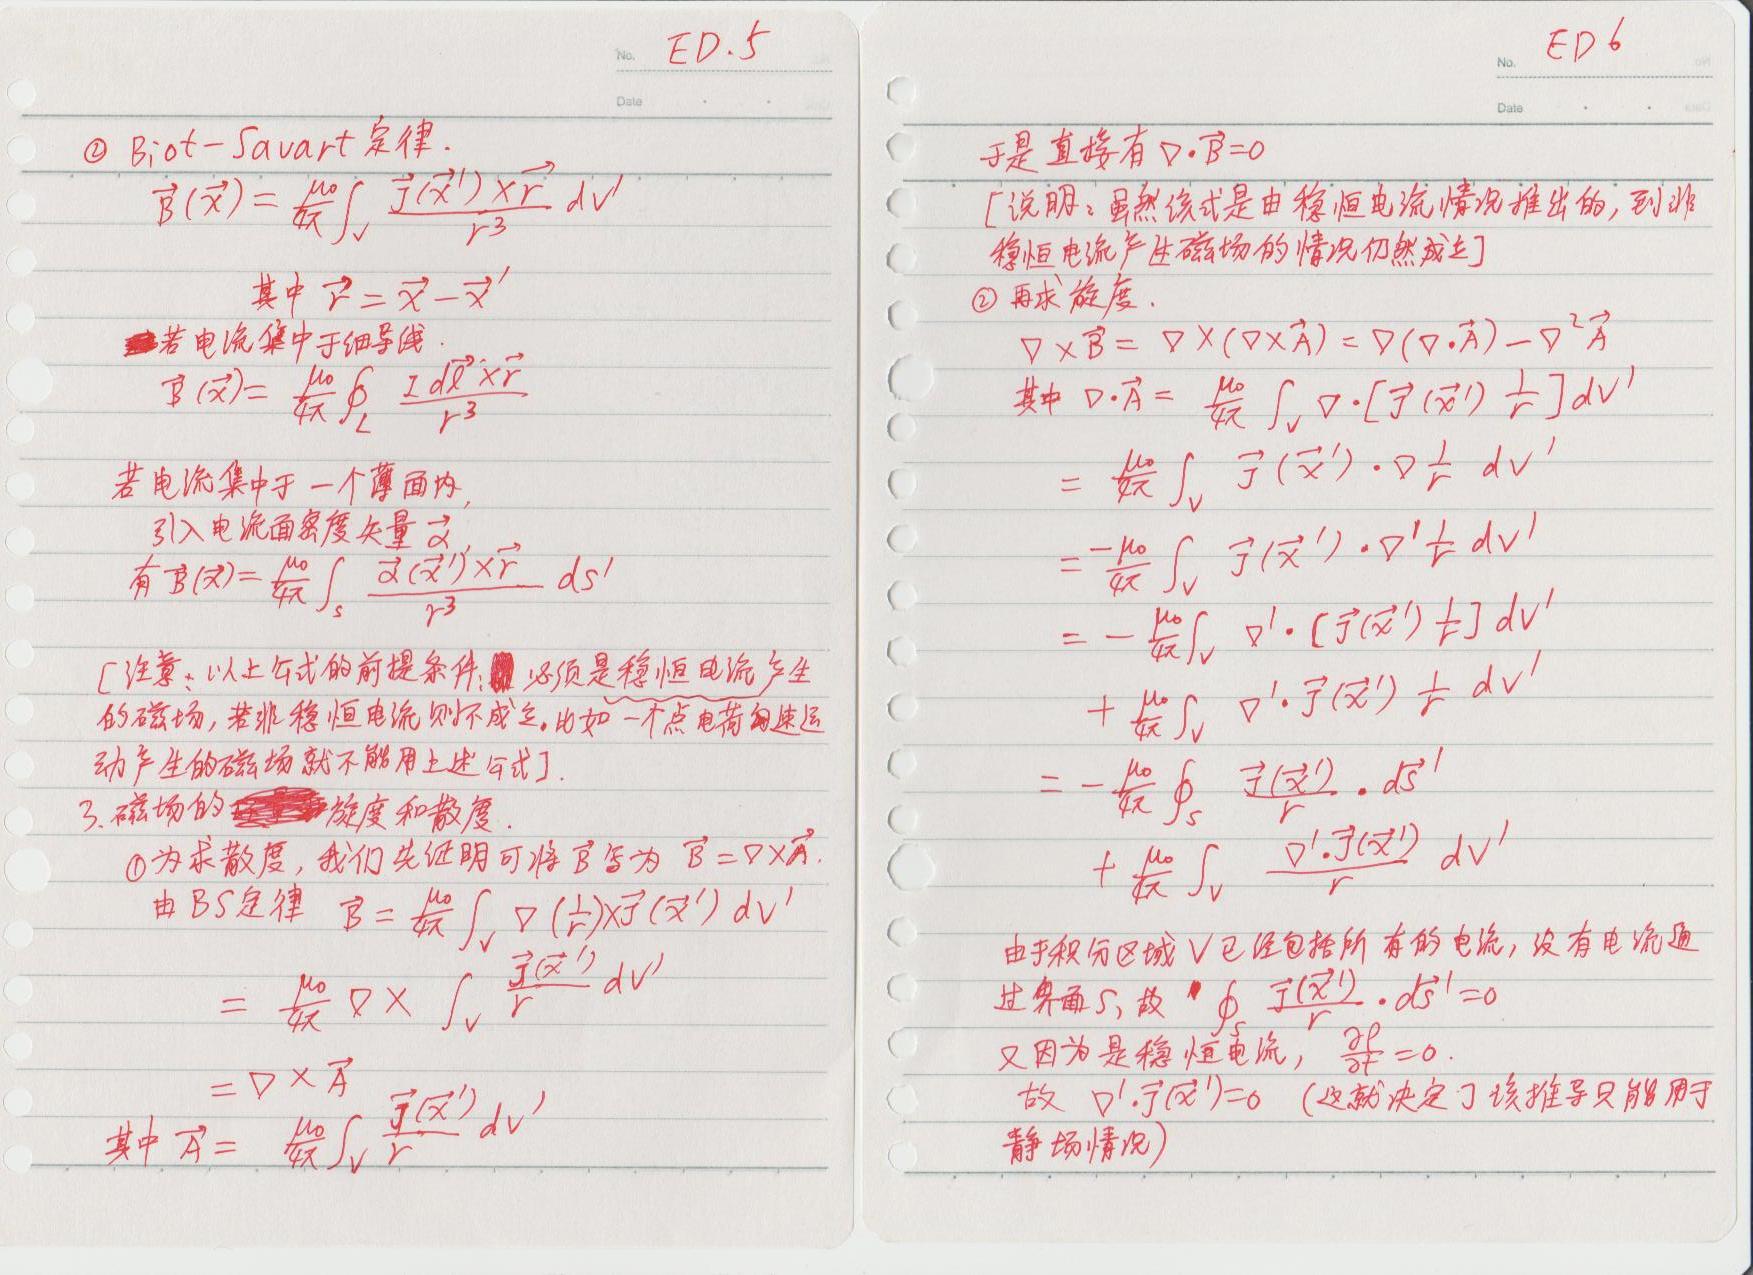 No. ED.5
Date
② Biot-Savart 定律.
$\vec{B}(\vec{x}) = \frac{\mu_0}{4\pi}\int_V \frac{\vec{J}(\vec{x}')\times\vec{r}}{r^3} dV'$
其中 $\vec{r} = \vec{x} - \vec{x}'$
若电流集中于细导线.
$\vec{B}(\vec{x}) = \frac{\mu_0}{4\pi}\oint_L \frac{I d\vec{l}\times\vec{r}}{r^3}$
若电流集中于一个薄面内,
引入电流面密度矢量 $\vec{\alpha}$,
有 $\vec{B}(\vec{x}) = \frac{\mu_0}{4\pi}\int_s \frac{\vec{\alpha}(\vec{x}')\times\vec{r}}{r^3} ds'$
[注意: 以上公式的前提条件: 必须是稳恒电流产生
的磁场, 若非稳恒电流则不成立. 比如一个点电荷匀速运
动产生的磁场就不能用上述公式].
3. 磁场的旋度和散度.
①为求散度, 我们先证明可将 $\vec{B}$ 写为 $\vec{B} = \nabla\times\vec{A}$.
由BS定律 $\vec{B} = \frac{\mu_0}{4\pi}\int_V \nabla(\frac{1}{r})\times\vec{J}(\vec{x}') dV'$
$= \frac{\mu_0}{4\pi}\nabla\times\int_V \frac{\vec{J}(\vec{x}')}{r} dV'$
$= \nabla\times\vec{A}$
其中 $\vec{A} = \frac{\mu_0}{4\pi}\int_V \frac{\vec{J}(\vec{x}')}{r} dV'$
No. ED 6
Date
于是直接有 $\nabla\cdot\vec{B} = 0$
[说明: 虽然该式是由稳恒电流情况推出的, 到非
稳恒电流产生磁场的情况仍然成立]
② 再求旋度.
$\nabla\times\vec{B} = \nabla\times(\nabla\times\vec{A}) = \nabla(\nabla\cdot\vec{A}) - \nabla^2\vec{A}$
其中 $\nabla\cdot\vec{A} = \frac{\mu_0}{4\pi}\int_V \nabla\cdot[\vec{J}(\vec{x}')\frac{1}{r}] dV'$
$= \frac{\mu_0}{4\pi}\int_V \vec{J}(\vec{x}')\cdot\nabla\frac{1}{r} dV'$
$= \frac{-\mu_0}{4\pi}\int_V \vec{J}(\vec{x}')\cdot\nabla'\frac{1}{r} dV'$
$= -\frac{\mu_0}{4\pi}\int_V \nabla'\cdot[\vec{J}(\vec{x}')\frac{1}{r}] dV'$
$+ \frac{\mu_0}{4\pi}\int_V \nabla'\cdot\vec{J}(\vec{x}')\frac{1}{r} dV'$
$= -\frac{\mu_0}{4\pi}\oint_S \frac{\vec{J}(\vec{x}')}{r}\cdot d\vec{s}'$
$+ \frac{\mu_0}{4\pi}\int_V \frac{\nabla'\cdot\vec{J}(\vec{x}')}{r} dV'$
由于积分区域 V 已经包括所有的电流, 没有电流通
过界面 S, 故 $\oint_S \frac{\vec{J}(\vec{x}')}{r}\cdot d\vec{s}' = 0$
又因为是稳恒电流, $\frac{\partial\rho}{\partial t} = 0$.
故 $\nabla'\cdot\vec{J}(\vec{x}') = 0$ (这就决定了该推导只能用于
静场情况)